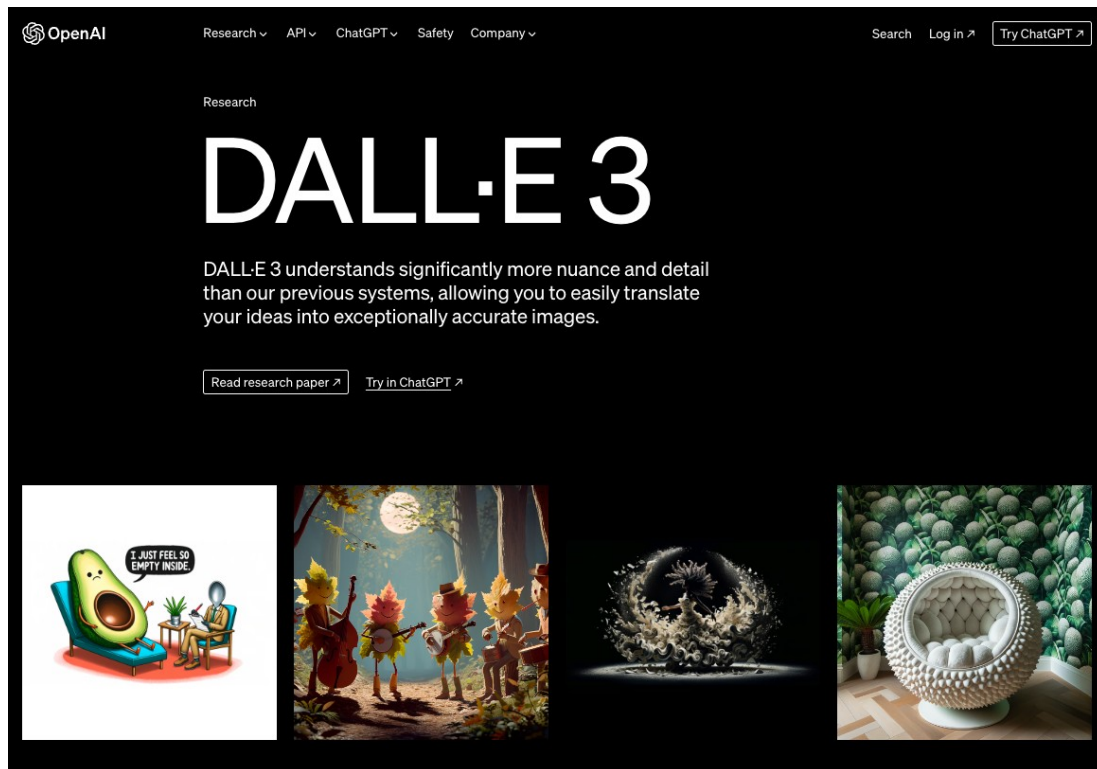 OpenAI
Research API ChatGPT Safety Company
Search Log in ↗ Try ChatGPT ↗
Research
DALL·E 3
DALL·E 3 understands significantly more nuance and detail
than our previous systems, allowing you to easily translate
your ideas into exceptionally accurate images.
Read research paper ↗ Try in ChatGPT ↗
I JUST FEEL SO
EMPTY INSIDE.